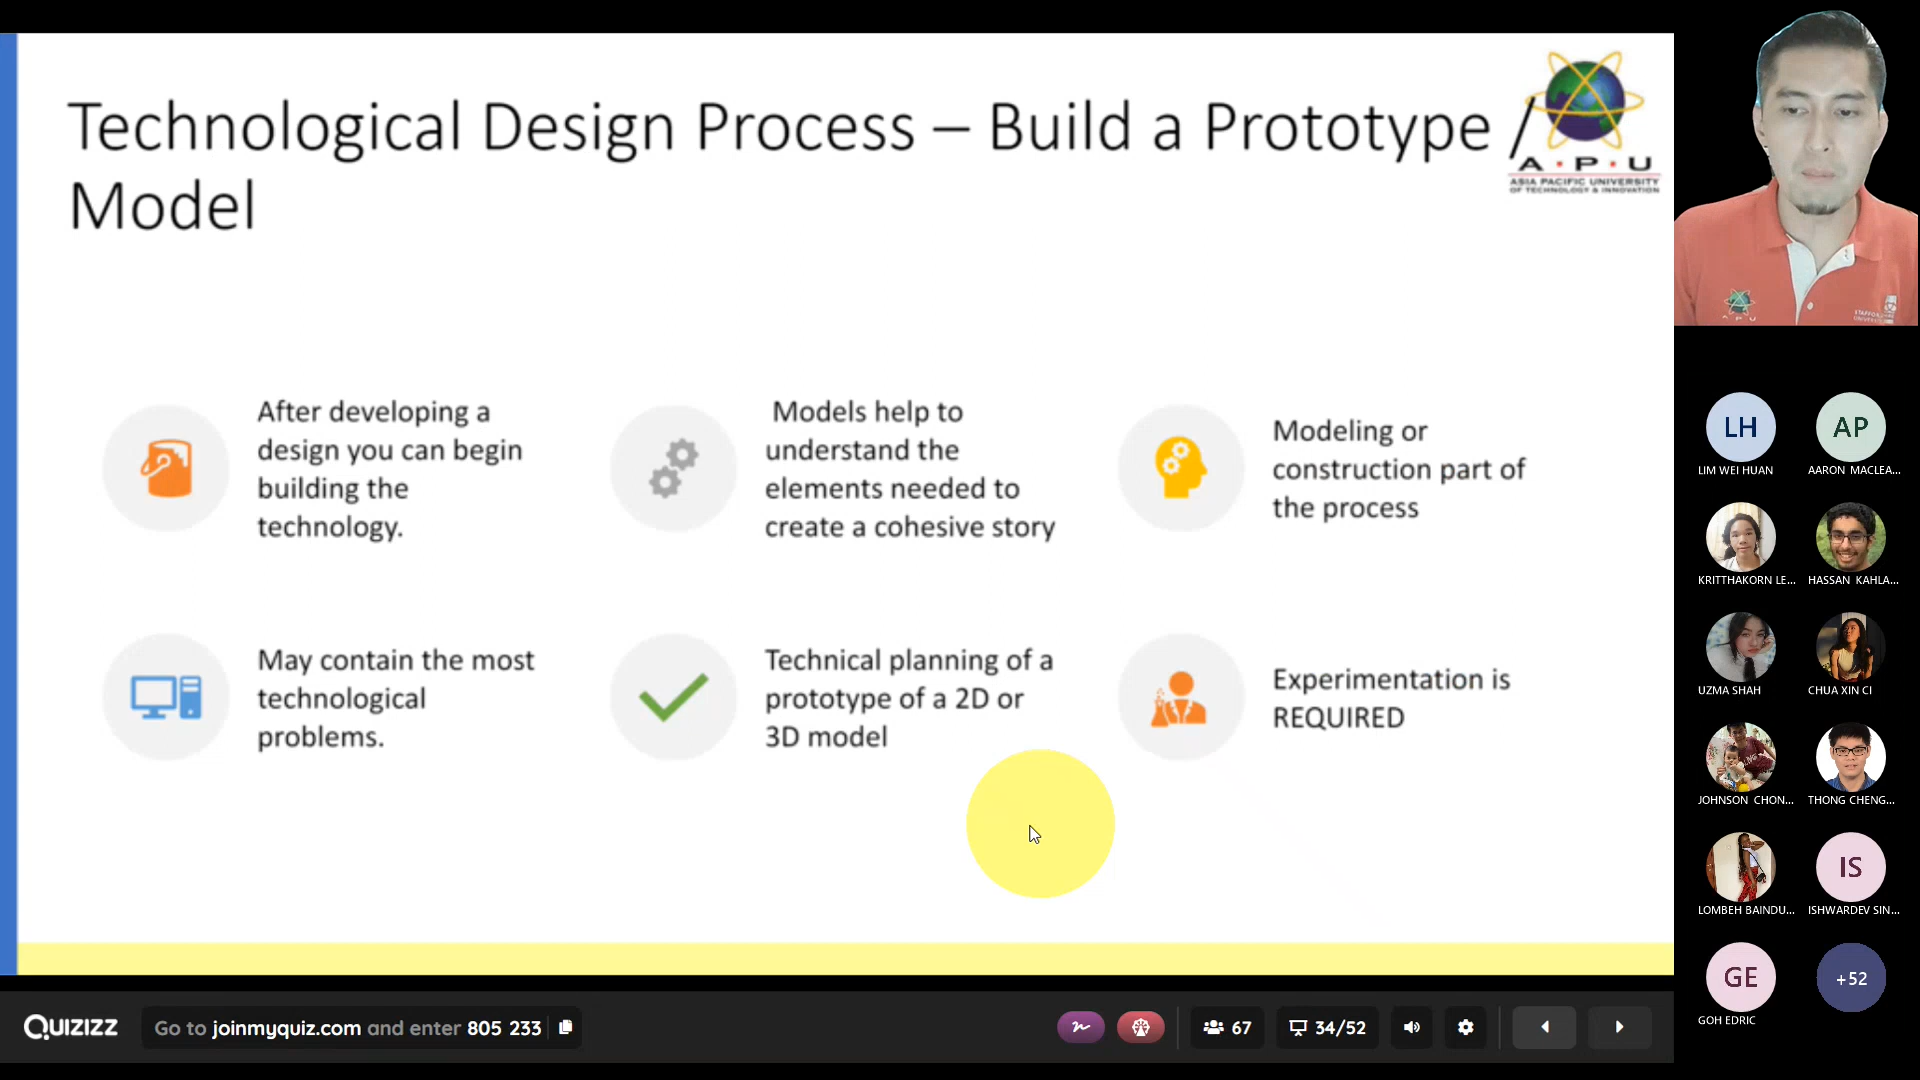 Technological Design Process – Build a Prototype /
Model
A·P·U
ASIA PACIFIC UNIVERSITY
OF TECHNOLOGY & INNOVATION
After developing a
design you can begin
building the
technology.
Models help to
understand the
elements needed to
create a cohesive story
Modeling or
construction part of
the process
May contain the most
technological
problems.
Technical planning of a
prototype of a 2D or
3D model
Experimentation is
REQUIRED
APU
LH
AP
LIM WEI HUAN
AARON MACLEA...
KRITTHAKORN LE...
HASSAN KAHLA...
UZMA SHAH
CHUA XIN CI
JOHNSON CHON...
THONG CHENG...
IS
LOMBEH BAINDU...
ISHWARDEV SIN...
GE
+52
GOH EDRIC
QUIZIZZ
Go to joinmyquiz.com and enter 805 233
67
34/52